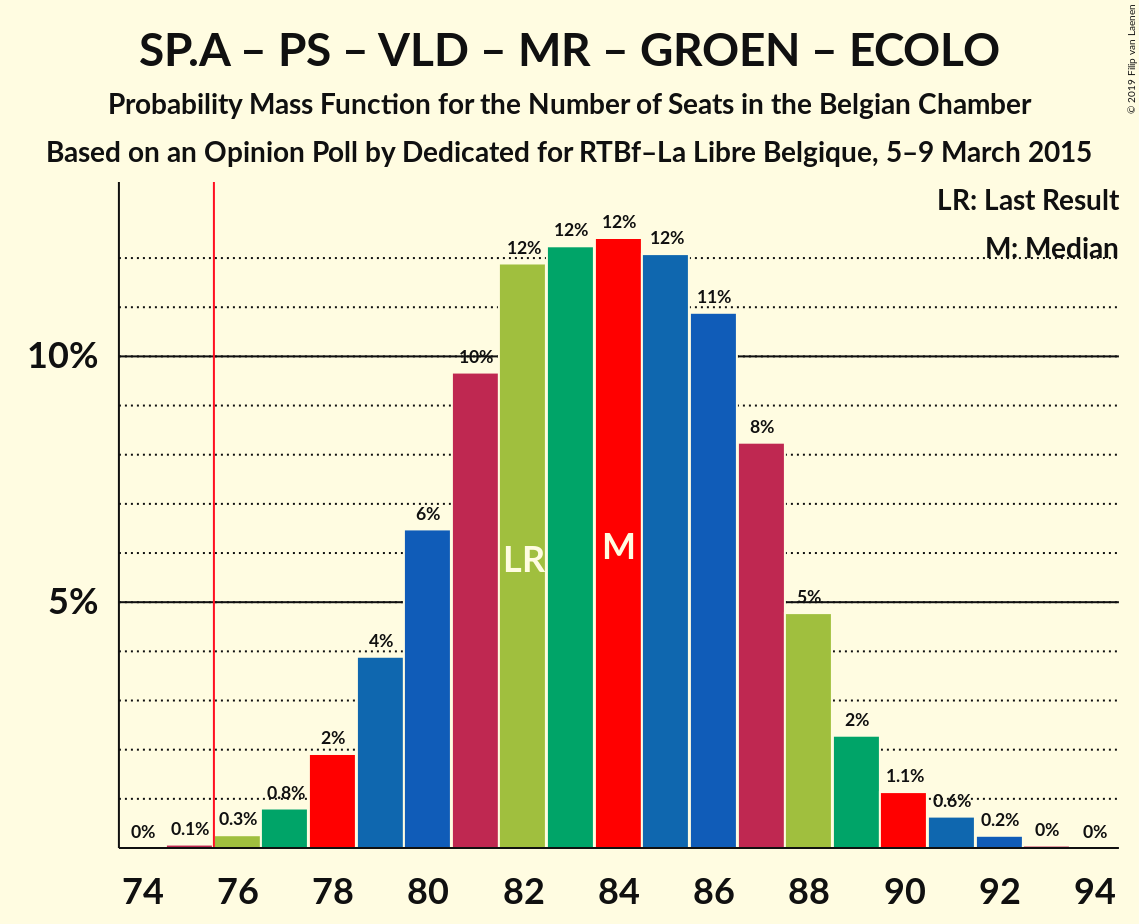 SP.A – PS – VLD – MR – GROEN – ECOLO
Probability Mass Function for the Number of Seats in the Belgian Chamber
Based on an Opinion Poll by Dedicated for RTBf–La Libre Belgique, 5–9 March 2015
© 2019 Filip van Laenen
LR: Last Result
M: Median
10%
5%
0%
0.1%
0.3%
0.8%
2%
4%
6%
10%
12%
12%
12%
12%
11%
8%
5%
2%
1.1%
0.6%
0.2%
0%
0%
LR
M
74 76 78 80 82 84 86 88 90 92 94